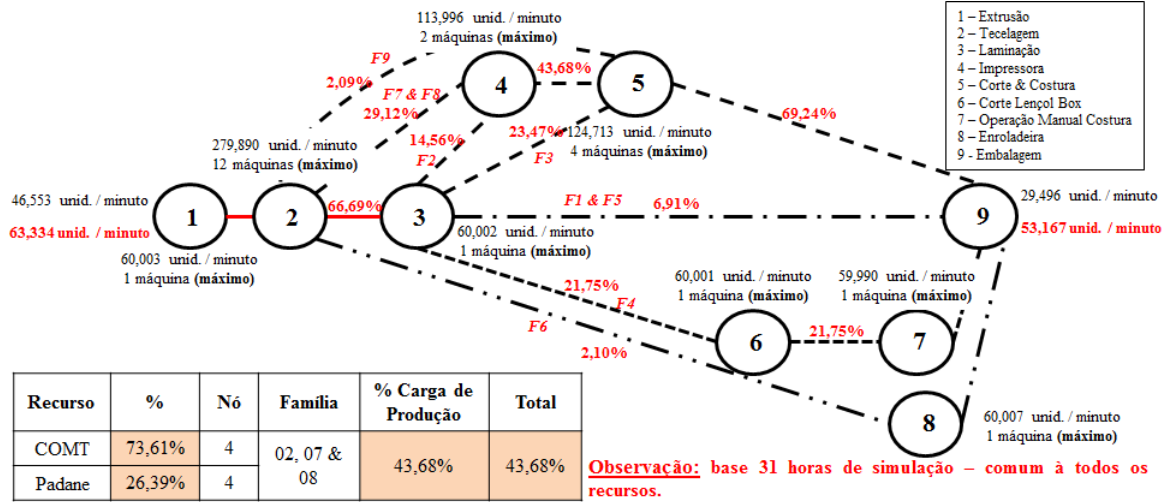 113,996 unid. / minuto
2 máquinas (máximo)
1 – Extrusão
2 – Tecelagem
3 – Laminação
4 – Impressora
5 – Corte & Costura
6 – Corte Lençol Box
7 – Operação Manual Costura
8 – Enroladeira
9 - Embalagem
F9
2,09%
4
43,68%
5
F7 & F8
29,12%
69,24%
14,56%
F2
23,47%
F3
124,713 unid. / minuto
4 máquinas (máximo)
279,890 unid. / minuto
12 máquinas (máximo)
46,553 unid. / minuto
63,334 unid. / minuto
1
2
66,69%
3
F1 & F5
6,91%
9
29,496 unid. / minuto
53,167 unid. / minuto
60,003 unid. / minuto
1 máquina (máximo)
60,002 unid. / minuto
1 máquina (máximo)
21,75%
F4
60,001 unid. / minuto
1 máquina (máximo)
59,990 unid. / minuto
1 máquina (máximo)
F6
2,10%
6
21,75%
7
8
60,007 unid. / minuto
1 máquina (máximo)
Recurso % Nó Família % Carga de Produção Total
COMT 73,61% 4 02, 07 & 08 43,68% 43,68%
Padane 26,39% 4
Observação: base 31 horas de simulação – comum à todos os
recursos.